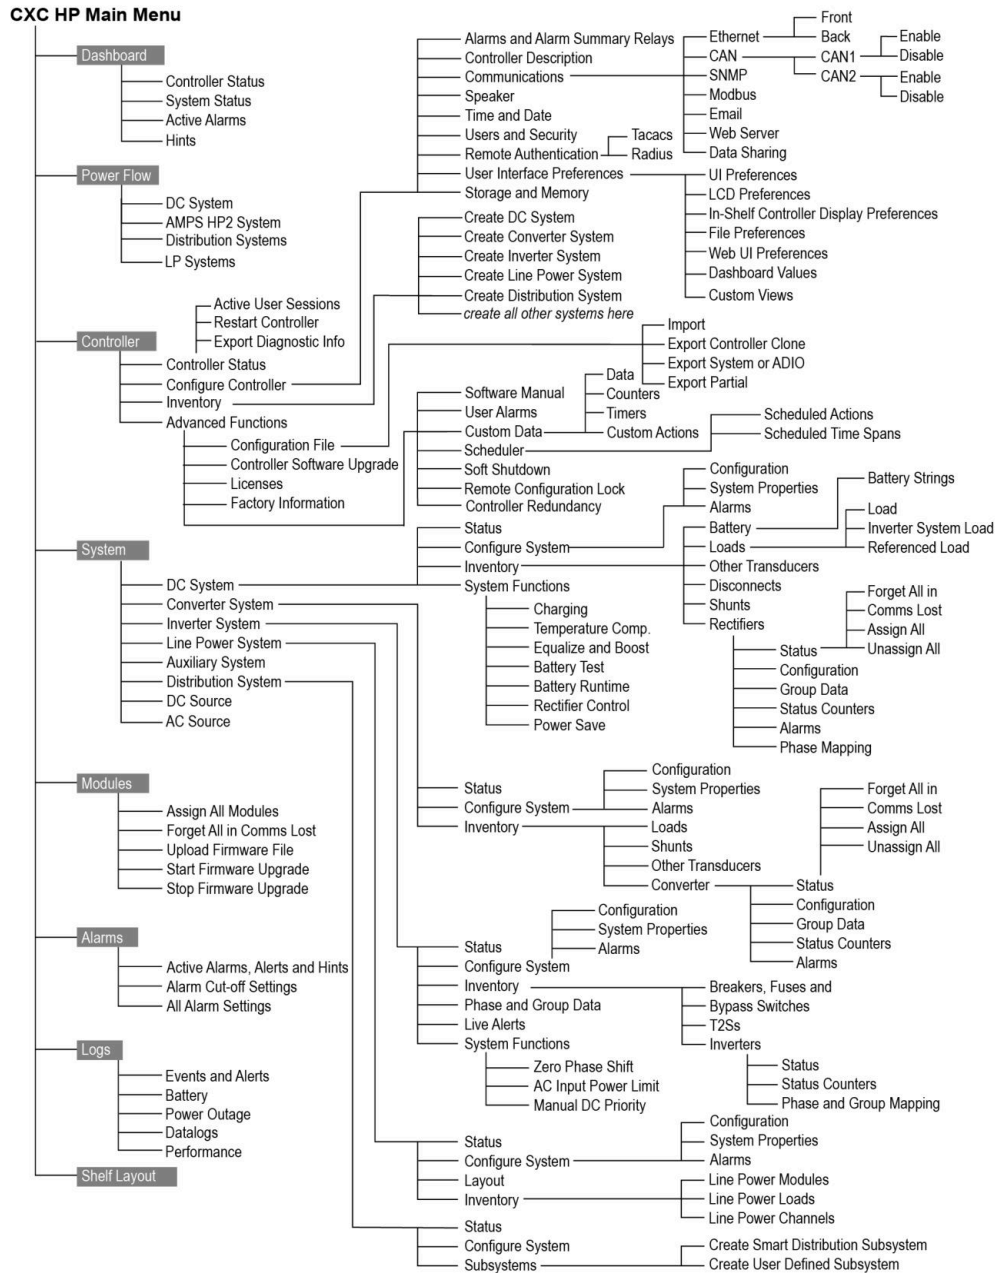 CXC HP Main Menu
Dashboard
Controller Status
System Status
Active Alarms
Hints
Power Flow
DC System
AMPS HP2 System
Distribution Systems
LP Systems
Controller
Active User Sessions
Restart Controller
Export Diagnostic Info
Controller Status
Configure Controller
Inventory
Advanced Functions
Configuration File
Controller Software Upgrade
Licenses
Factory Information
System
DC System
Converter System
Inverter System
Line Power System
Auxiliary System
Distribution System
DC Source
AC Source
Modules
Assign All Modules
Forget All in Comms Lost
Upload Firmware File
Start Firmware Upgrade
Stop Firmware Upgrade
Alarms
Active Alarms, Alerts and Hints
Alarm Cut-off Settings
All Alarm Settings
Logs
Events and Alerts
Battery
Power Outage
Datalogs
Performance
Shelf Layout
Alarms and Alarm Summary Relays
Controller Description
Communications
Speaker
Time and Date
Users and Security
Remote Authentication
User Interface Preferences
Storage and Memory
Tacacs
Radius
Ethernet
CAN
SNMP
Modbus
Email
Web Server
Data Sharing
Front
Back
CAN1
CAN2
Enable
Disable
Enable
Disable
UI Preferences
LCD Preferences
In-Shelf Controller Display Preferences
File Preferences
Web UI Preferences
Dashboard Values
Custom Views
Create DC System
Create Converter System
Create Inverter System
Create Line Power System
Create Distribution System
create all other systems here
Import
Export Controller Clone
Export System or ADIO
Export Partial
Software Manual
User Alarms
Custom Data
Scheduler
Soft Shutdown
Remote Configuration Lock
Controller Redundancy
Data
Counters
Timers
Custom Actions
Scheduled Actions
Scheduled Time Spans
Status
Configure System
Inventory
System Functions
Charging
Temperature Comp.
Equalize and Boost
Battery Test
Battery Runtime
Rectifier Control
Power Save
Configuration
System Properties
Alarms
Battery
Loads
Other Transducers
Disconnects
Shunts
Rectifiers
Battery Strings
Load
Inverter System Load
Referenced Load
Status
Configuration
Group Data
Status Counters
Alarms
Phase Mapping
Forget All in
Comms Lost
Assign All
Unassign All
Status
Configure System
Inventory
Configuration
System Properties
Alarms
Loads
Shunts
Other Transducers
Converter
Status
Configuration
Group Data
Status Counters
Alarms
Forget All in
Comms Lost
Assign All
Unassign All
Status
Configure System
Inventory
Phase and Group Data
Live Alerts
System Functions
Configuration
System Properties
Alarms
Zero Phase Shift
AC Input Power Limit
Manual DC Priority
Breakers, Fuses and
Bypass Switches
T2Ss
Inverters
Status
Status Counters
Phase and Group Mapping
Status
Configure System
Layout
Inventory
Configuration
System Properties
Alarms
Line Power Modules
Line Power Loads
Line Power Channels
Status
Configure System
Subsystems
Create Smart Distribution Subsystem
Create User Defined Subsystem